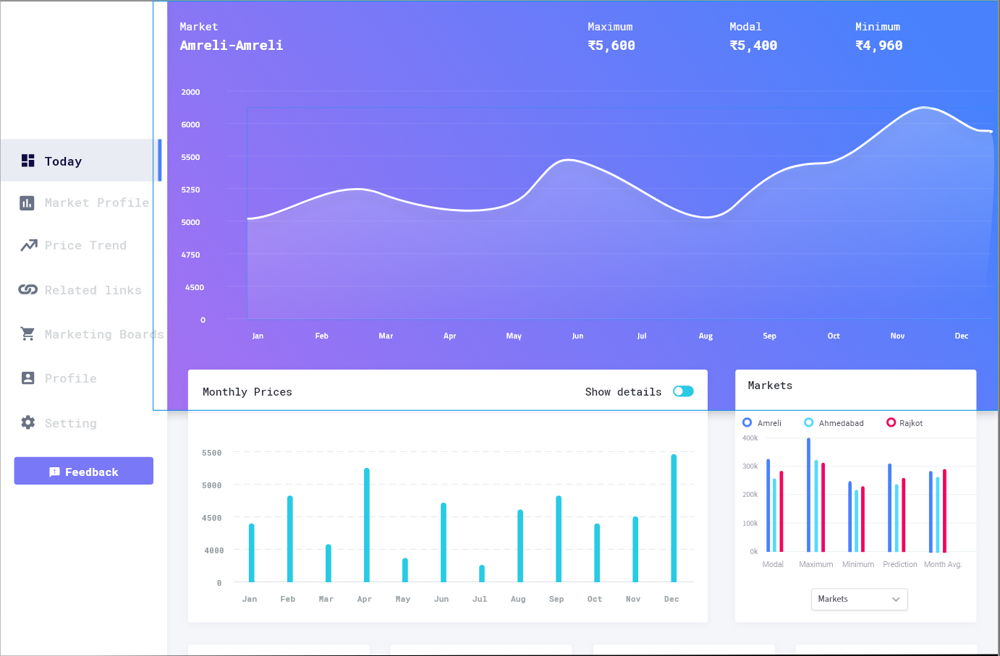 Market
Amreli-Amreli
Maximum
₹5,600
Modal
₹5,400
Minimum
₹4,960
2000
6000
5500
5250
5000
4750
4500
0
Jan Feb Mar Apr May Jun Jul Aug Sep Oct Nov Dec
Today
Market Profile
Price Trend
Related links
Marketing Boards
Profile
Setting
Feedback
Monthly Prices
Show details
5500
5000
4500
4000
0
Jan Feb Mar Apr May Jun Jul Aug Sep Oct Nov Dec
Markets
Amreli Ahmedabad Rajkot
400k
300k
200k
100k
0k
Modal Maximum Minimum Prediction Month Avg.
Markets